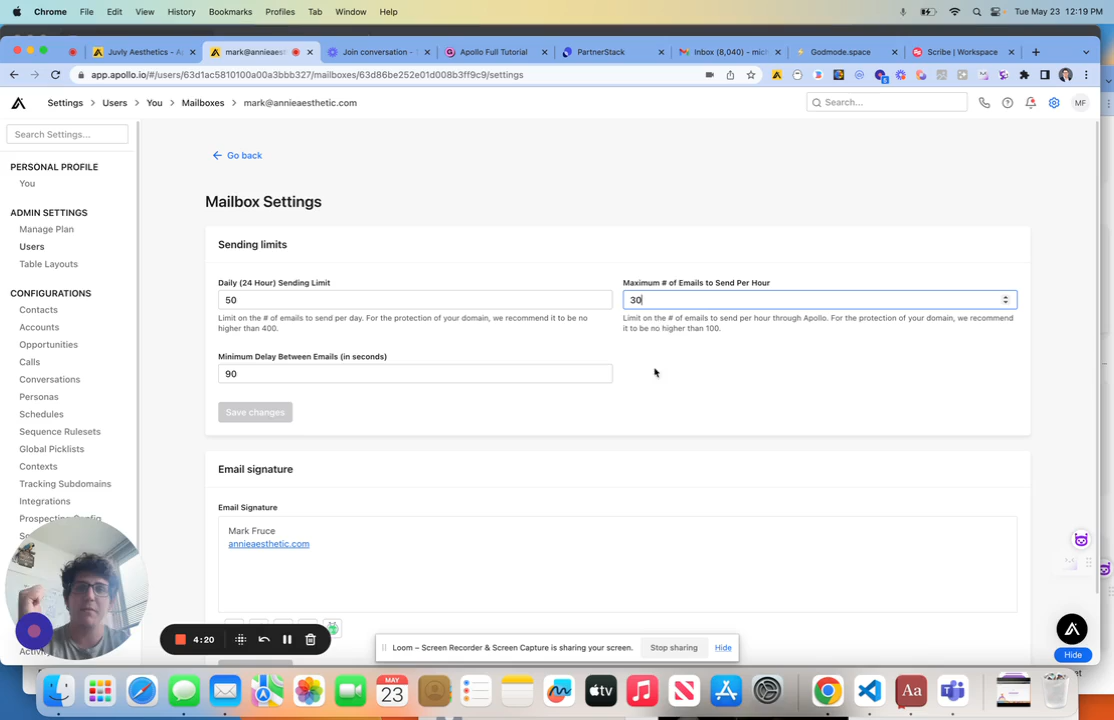 Chrome File Edit View History Bookmarks Profiles Tab Window Help Tue May 23 12:19 PM
Juvly Aesthetics - Ac mark@annieaest Join conversation - Apollo Full Tutorial PartnerStack Inbox (8,040) - mich Godmode.space Scribe | Workspace
app.apollo.io/#/users/63d1ac5810100a00a3bbb327/mailboxes/63d86be252e01d008b3ff9c9/settings
Settings > Users > You > Mailboxes > mark@annieaesthetic.com Search... MF
Search Settings...
PERSONAL PROFILE
You
ADMIN SETTINGS
Manage Plan
Users
Table Layouts
CONFIGURATIONS
Contacts
Accounts
Opportunities
Calls
Conversations
Personas
Schedules
Sequence Rulesets
Global Picklists
Contexts
Tracking Subdomains
Integrations
Prospecting Config
Go back
Mailbox Settings
Sending limits
Daily (24 Hour) Sending Limit
50
Limit on the # of emails to send per day. For the protection of your domain, we recommend it to be no
higher than 400.
Maximum # of Emails to Send Per Hour
30
Limit on the # of emails to send per hour through Apollo. For the protection of your domain, we recommend
it to be no higher than 100.
Minimum Delay Between Emails (in seconds)
90
Save changes
Email signature
Email Signature
Mark Fruce
annieaesthetic.com
4:20
Loom – Screen Recorder & Screen Capture is sharing your screen. Stop sharing Hide
Hide
MAY
23
tv
Aa